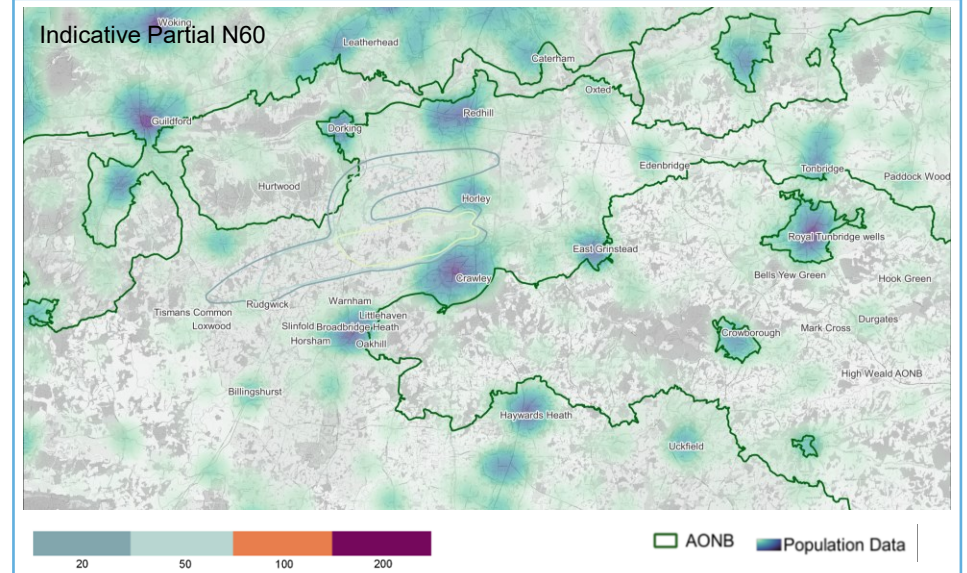 Indicative Partial N60
Woking
Leatherhead
Caterham
Oxted
Guildford
Redhill
Dorking
Edenbridge
Tonbridge
Paddock Wood
Hurtwood
Horley
Royal Tunbridge wells
East Grinstead
Crawley
Bells Yew Green
Hook Green
Rudgwick
Warnham
Tismans Common
Littlehaven
Loxwood
Slinfold
Broadbridge Heath
Durgates
Mark Cross
Crowborough
Horsham
Oakhill
High Weald AONB
Billingshurst
Haywards Heath
Uckfield
20 50 100 200
AONB
Population Data